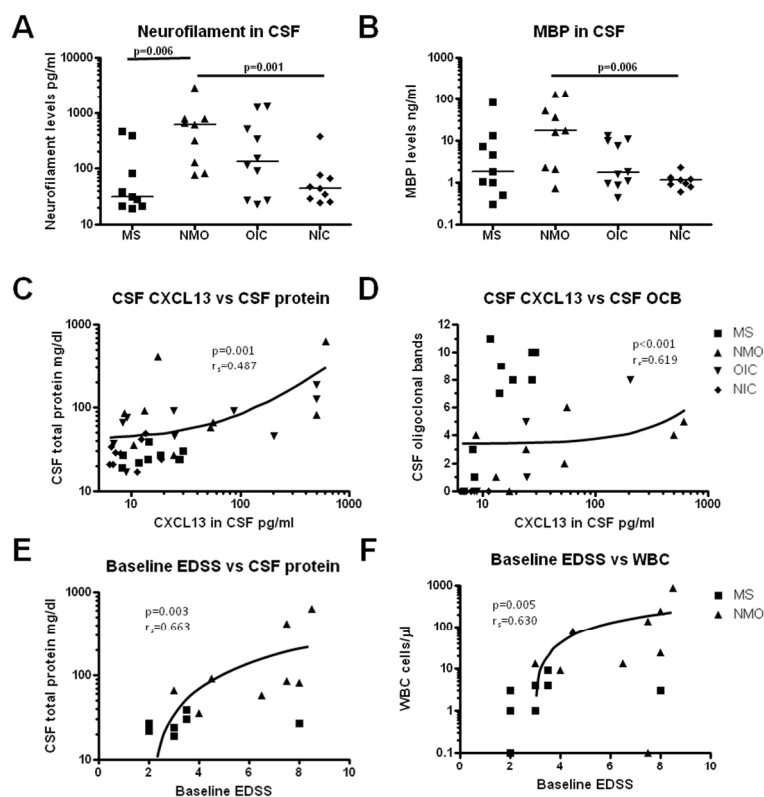 A
Neurofilament in CSF
p=0.006
p=0.001
Neurofilament levels pg/ml
10000
1000
100
10
MS NMO OIC NIC
B
MBP in CSF
p=0.006
MBP levels ng/ml
1000
100
10
1
0.1
MS NMO OIC NIC
C
CSF CXCL13 vs CSF protein
p=0.001
rs=0.487
CSF total protein mg/dl
1000
100
10
10 100 1000
CXCL13 in CSF pg/ml
D
CSF CXCL13 vs CSF OCB
p<0.001
rs=0.619
CSF oligoclonal bands
12
10
8
6
4
2
0
10 100 1000
CXCL13 in CSF pg/ml
MS
NMO
OIC
NIC
E
Baseline EDSS vs CSF protein
p=0.003
rs=0.663
CSF total protein mg/dl
1000
100
10
0 2 4 6 8 10
Baseline EDSS
F
Baseline EDSS vs WBC
p=0.005
rs=0.630
WBC cells/µl
1000
100
10
1
0.1
0 2 4 6 8 10
Baseline EDSS
MS
NMO